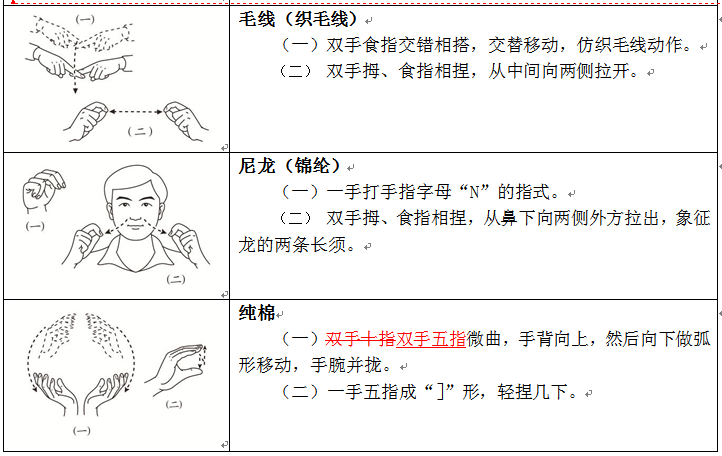 (一)
(二)
毛线（织毛线）
（一）双手食指交错相搭，交替移动，仿织毛线动作。
（二） 双手拇、食指相捏，从中间向两侧拉开。
(一)
(二)
尼龙（锦纶）
（一）一手打手指字母“N”的指式。
（二） 双手拇、食指相捏，从鼻下向两侧外方拉出，象征
龙的两条长须。
(一)
(二)
纯棉
（一）双手十指双手五指微曲，手背向上，然后向下做弧
形移动，手腕并拢。
（二）一手五指成“]”形，轻捏几下。